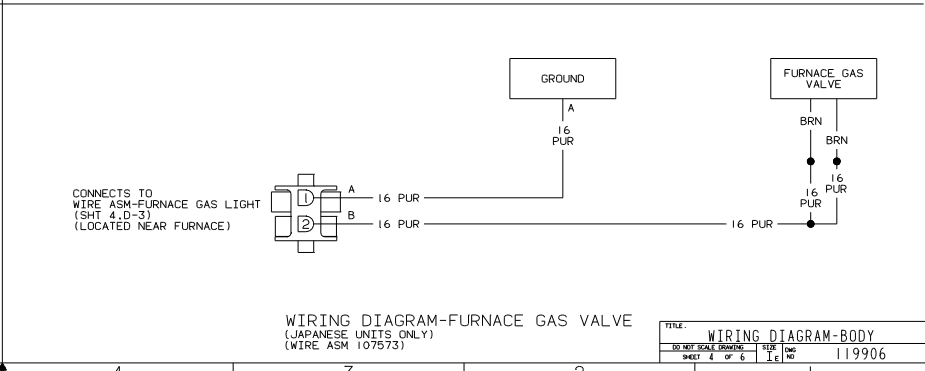 GROUND
FURNACE GAS
VALVE
A
BRN
16
PUR
BRN
CONNECTS TO
WIRE ASM-FURNACE GAS LIGHT
(SHT 4,D-3)
(LOCATED NEAR FURNACE)
1
A
16 PUR
16
PUR
16
PUR
2
B
16 PUR
16 PUR
WIRING DIAGRAM-FURNACE GAS VALVE
(JAPANESE UNITS ONLY)
(WIRE ASM 107573)
TITLE.
WIRING DIAGRAM-BODY
DO NOT SCALE DRAWING
SHEET 4 OF 6
SIZE
E
DWG
NO
119906